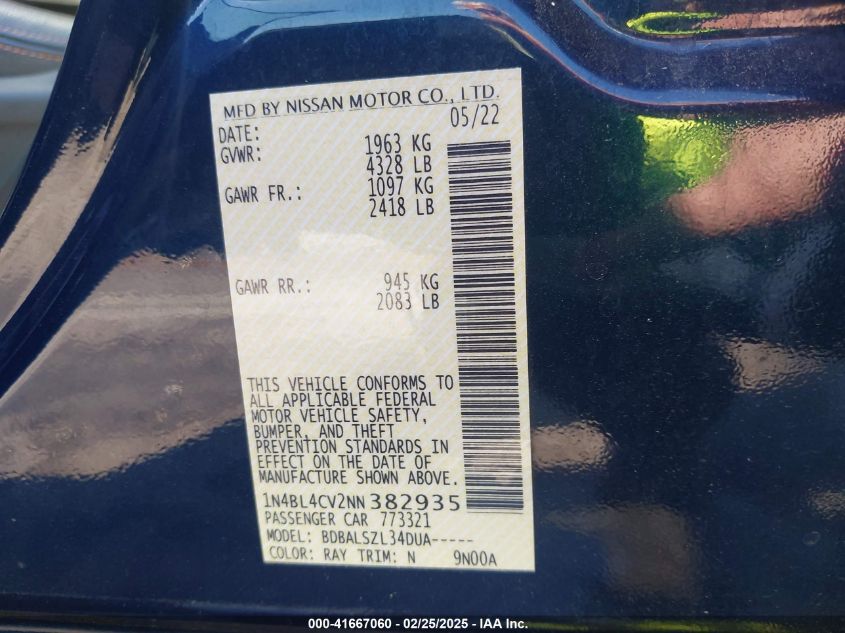 MFD BY NISSAN MOTOR CO., LTD.
DATE: 05/22
GVWR: 1963 KG
4328 LB
GAWR FR.: 1097 KG
2418 LB
GAWR RR.: 945 KG
2083 LB
THIS VEHICLE CONFORMS TO
ALL APPLICABLE FEDERAL
MOTOR VEHICLE SAFETY,
BUMPER, AND THEFT
PREVENTION STANDARDS IN
EFFECT ON THE DATE OF
MANUFACTURE SHOWN ABOVE.
1N4BL4CV2NN382935
PASSENGER CAR 773321
MODEL: BDBALSZL34DUA-----
COLOR: RAY TRIM: N 9N00A
000-41667060 - 02/25/2025 - IAA Inc.